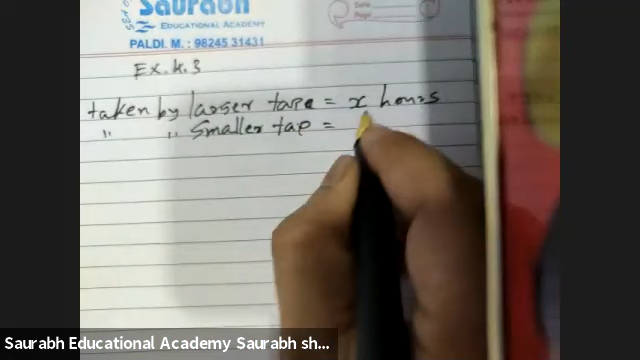 Saurabh
EDUCATIONAL ACADEMY
PALDI. M. : 98245 31431
Date
Page
Ex. 4.3
taken by larger tape = x hours
" " Smaller tap =
Saurabh Educational Academy Saurabh sh...